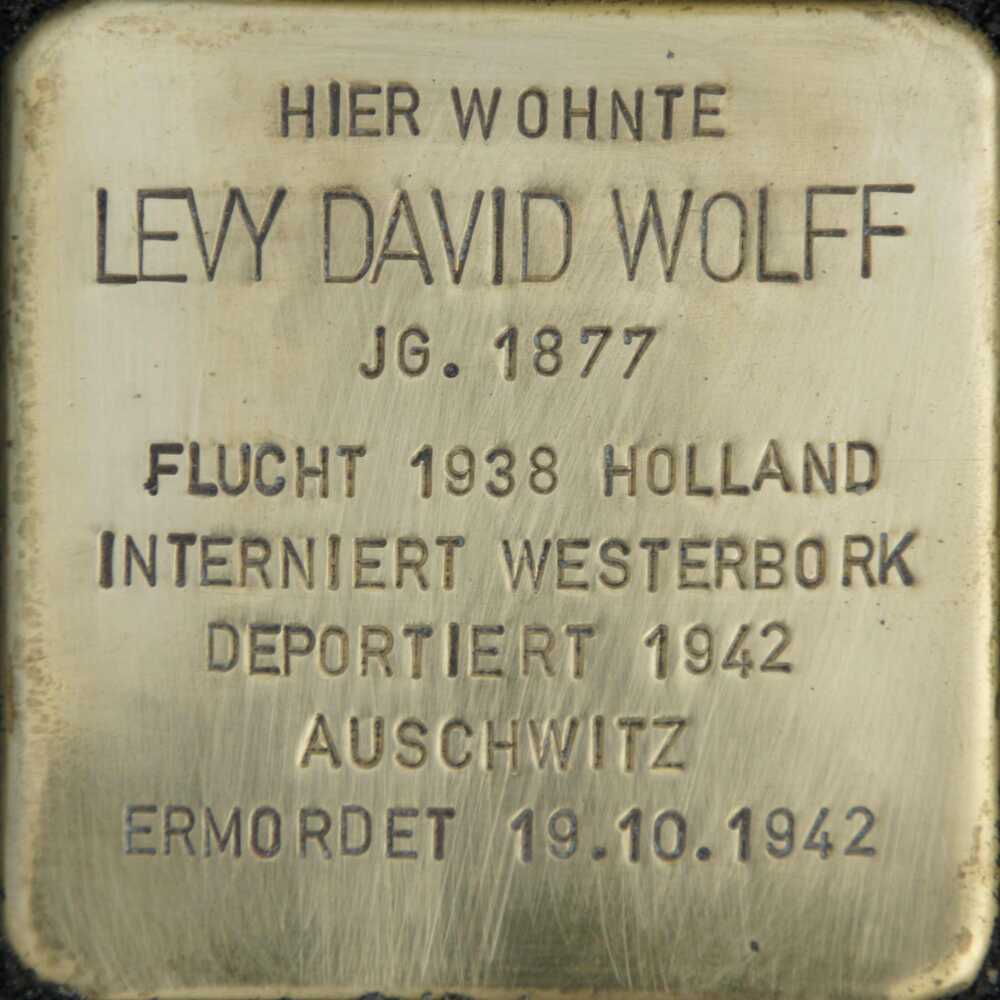 HIER WOHNTE
LEVY DAVID WOLFF
JG. 1877
FLUCHT 1938 HOLLAND
INTERNIERT WESTERBORK
DEPORTIERT 1942
AUSCHWITZ
ERMORDET 19.10.1942